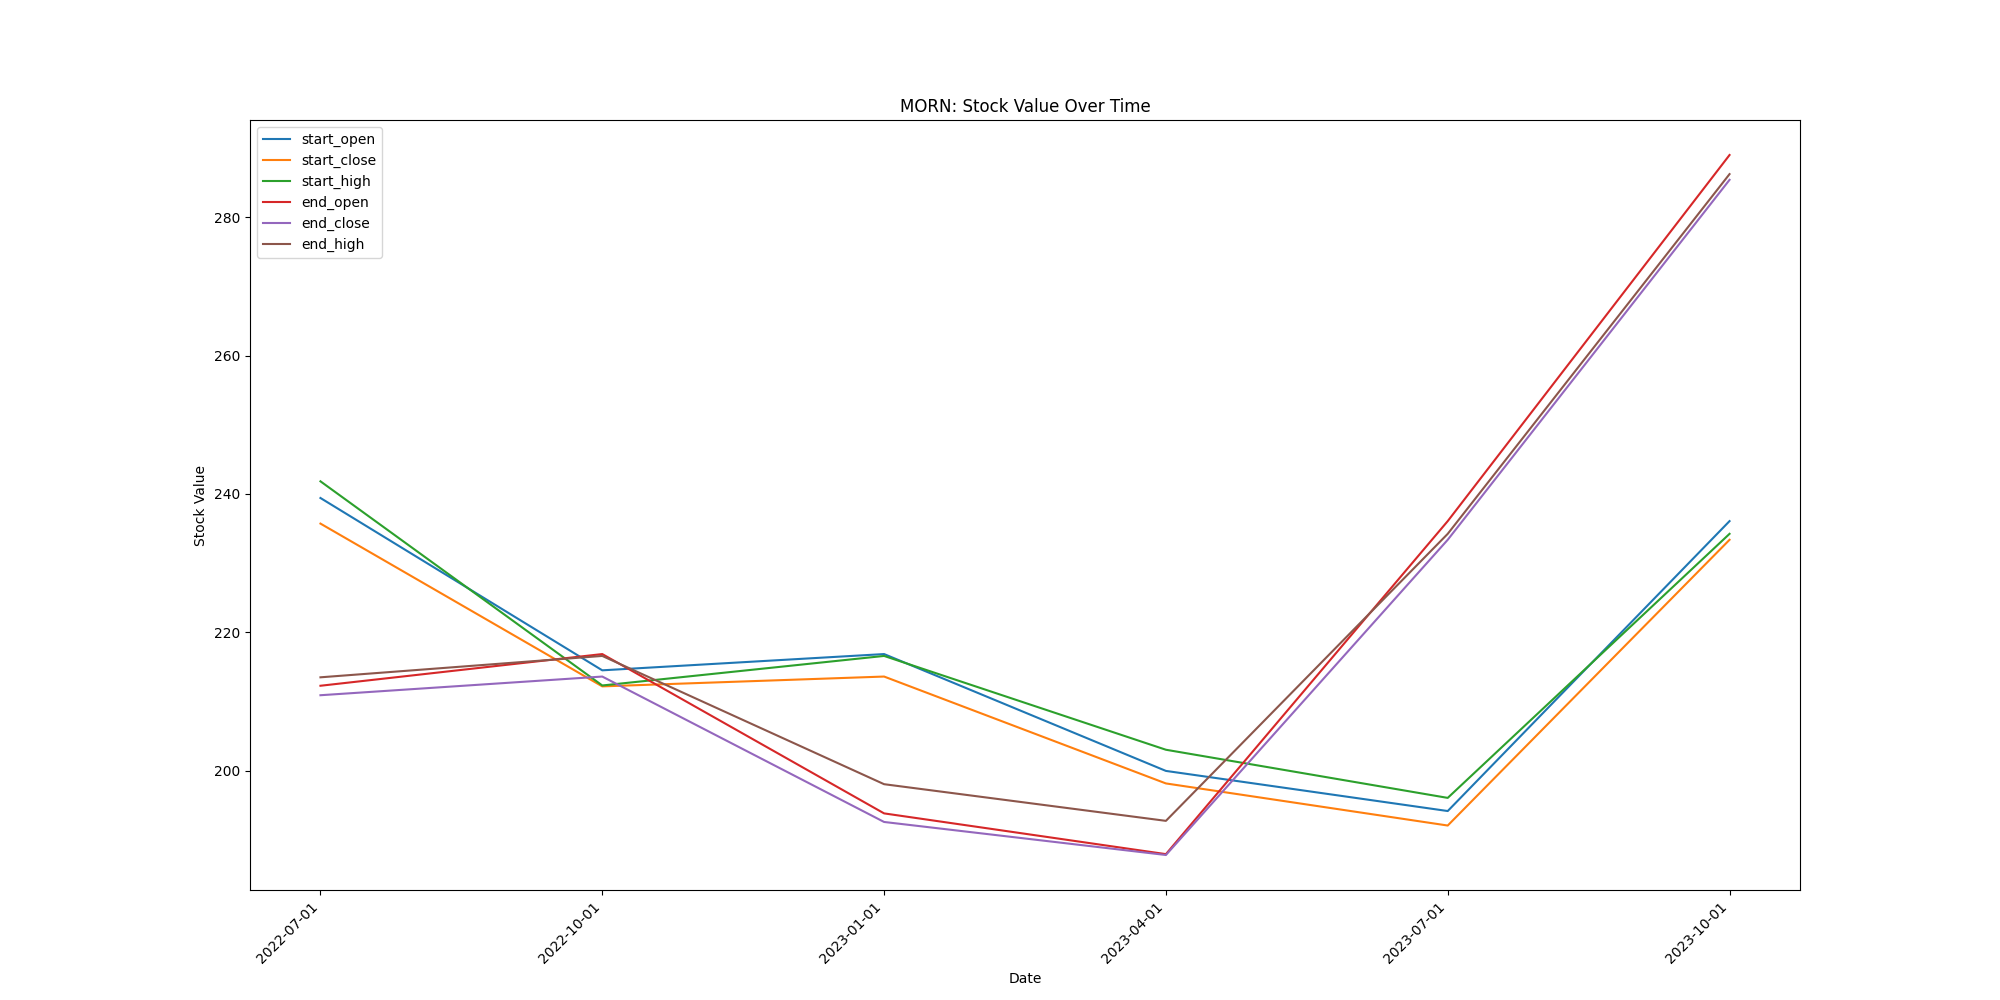 MORN: Stock Value Over Time
start_open
start_close
start_high
end_open
end_close
end_high
280
260
240
220
200
Stock Value
2022-07-01
2022-10-01
2023-01-01
2023-04-01
2023-07-01
2023-10-01
Date